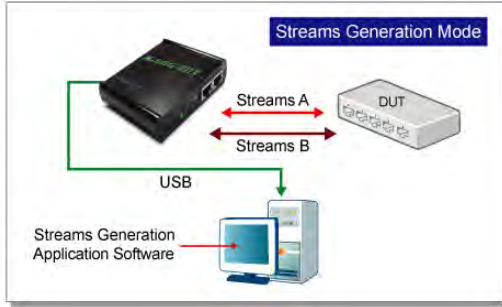 Streams Generation Mode
Streams A
DUT
Streams B
USB
Streams Generation
Application Software